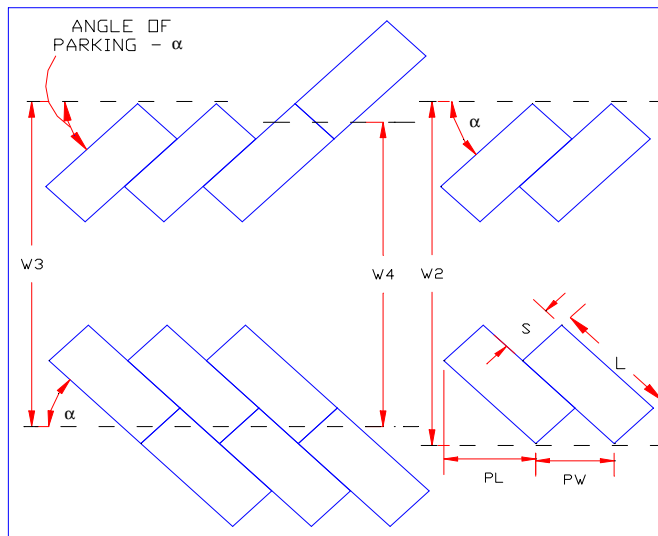 ANGLE OF
PARKING - α
α
W3
W4
W2
S
L
α
PL
PW